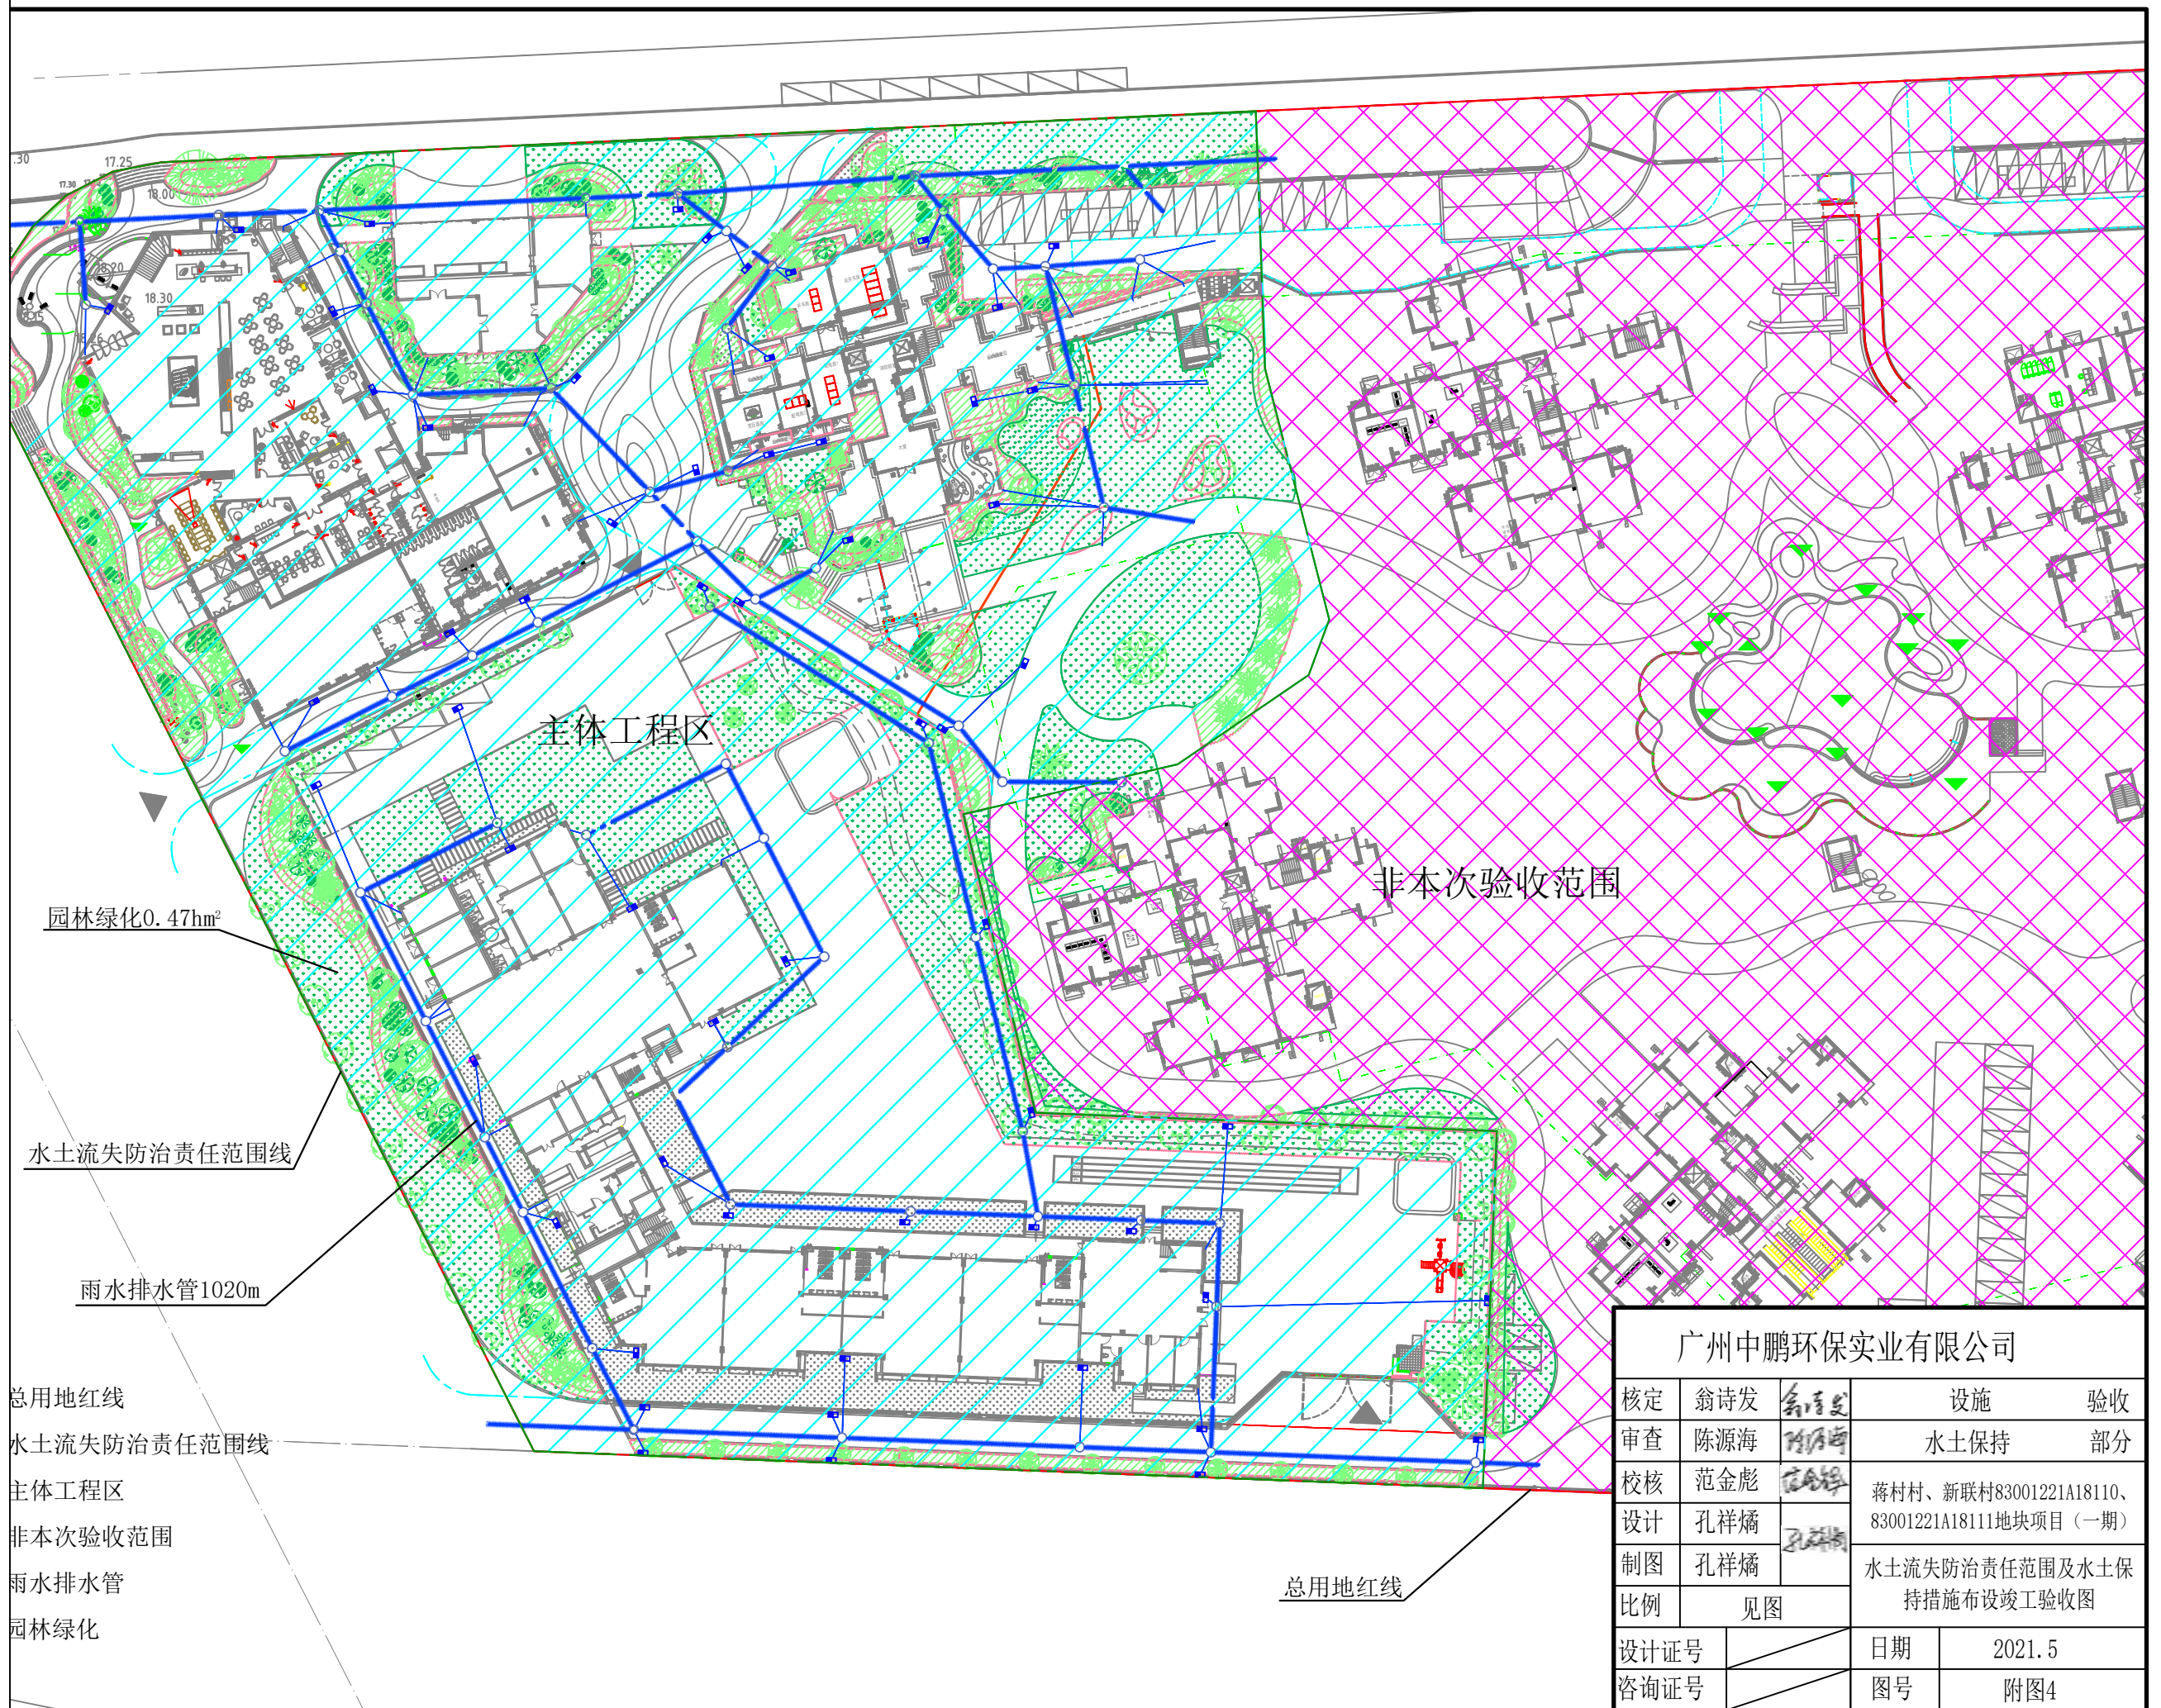 17.25
17.30
18.00
18.20
18.30
主体工程区
非本次验收范围
园林绿化0.47hm²
水土流失防治责任范围线
雨水排水管1020m
总用地红线
总用地红线
水土流失防治责任范围线
主体工程区
非本次验收范围
雨水排水管
园林绿化
广州中鹏环保实业有限公司
核定 翁诗发 设施 验收
审查 陈源海 水土保持 部分
校核 范金彪 蒋村村、新联村83001221A18110、
83001221A18111地块项目（一期）
设计 孔祥燏
制图 孔祥燏 水土流失防治责任范围及水土保
持措施布设竣工验收图
比例 见图
设计证号 日期 2021.5
咨询证号 图号 附图4